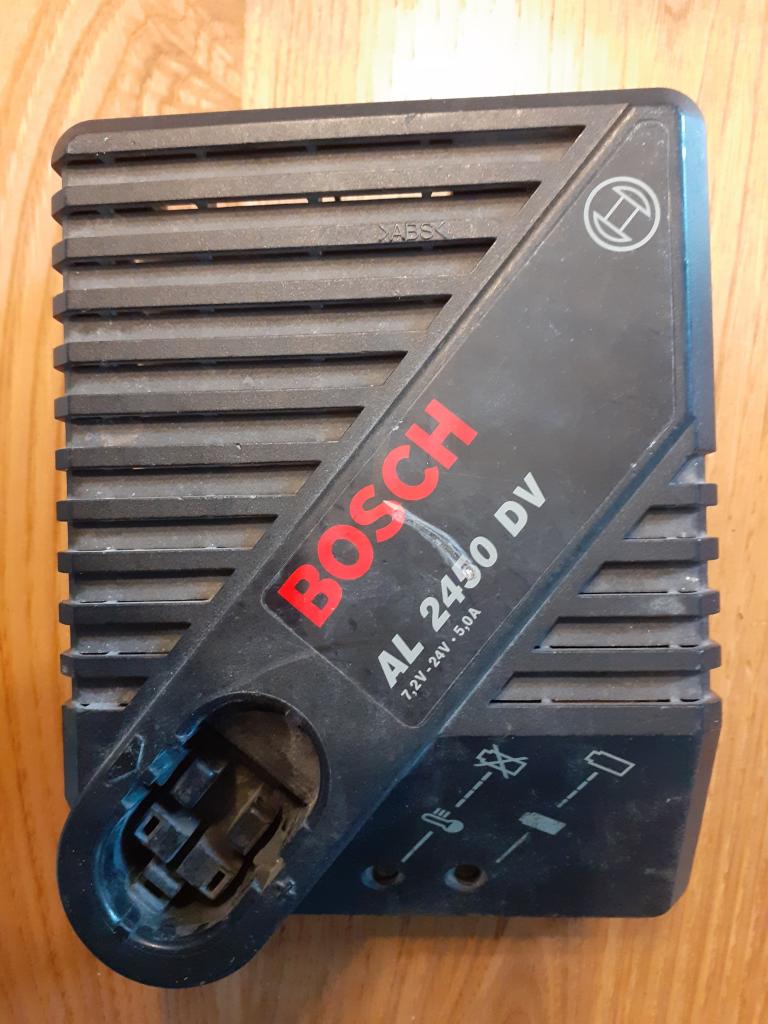 >ABS<
BOSCH
AL 2450 DV
7,2V - 24V • 5,0A